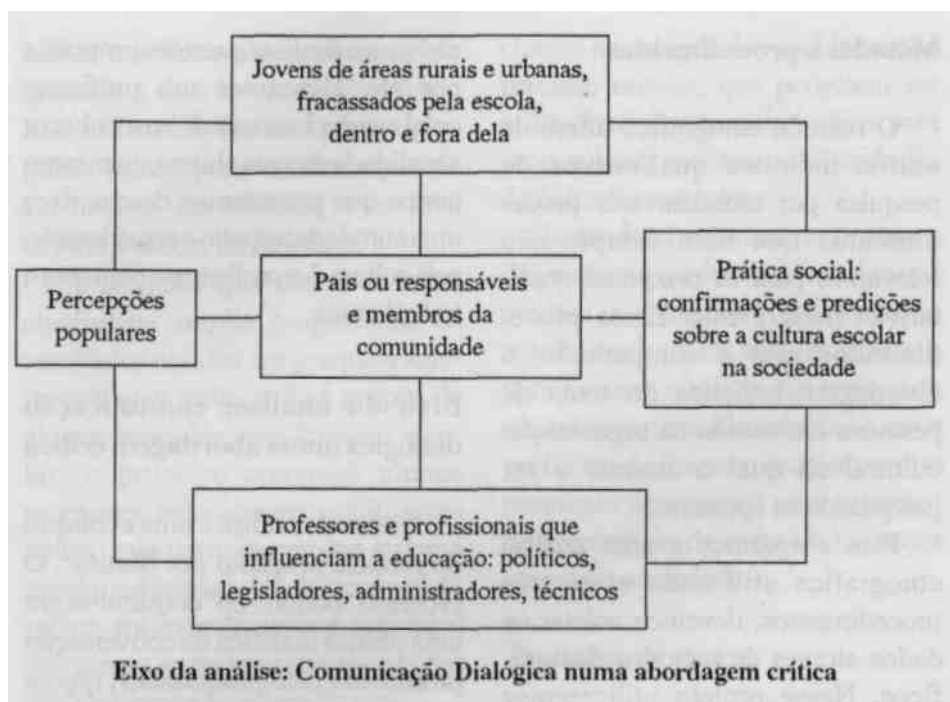 Jovens de áreas rurais e urbanas,
fracassados pela escola,
dentro e fora dela
Percepções
populares
Pais ou responsáveis
e membros da
comunidade
Prática social:
confirmações e predições
sobre a cultura escolar
na sociedade
Professores e profissionais que
influenciam a educação: políticos,
legisladores, administradores, técnicos
Eixo da análise: Comunicação Dialógica numa abordagem crítica